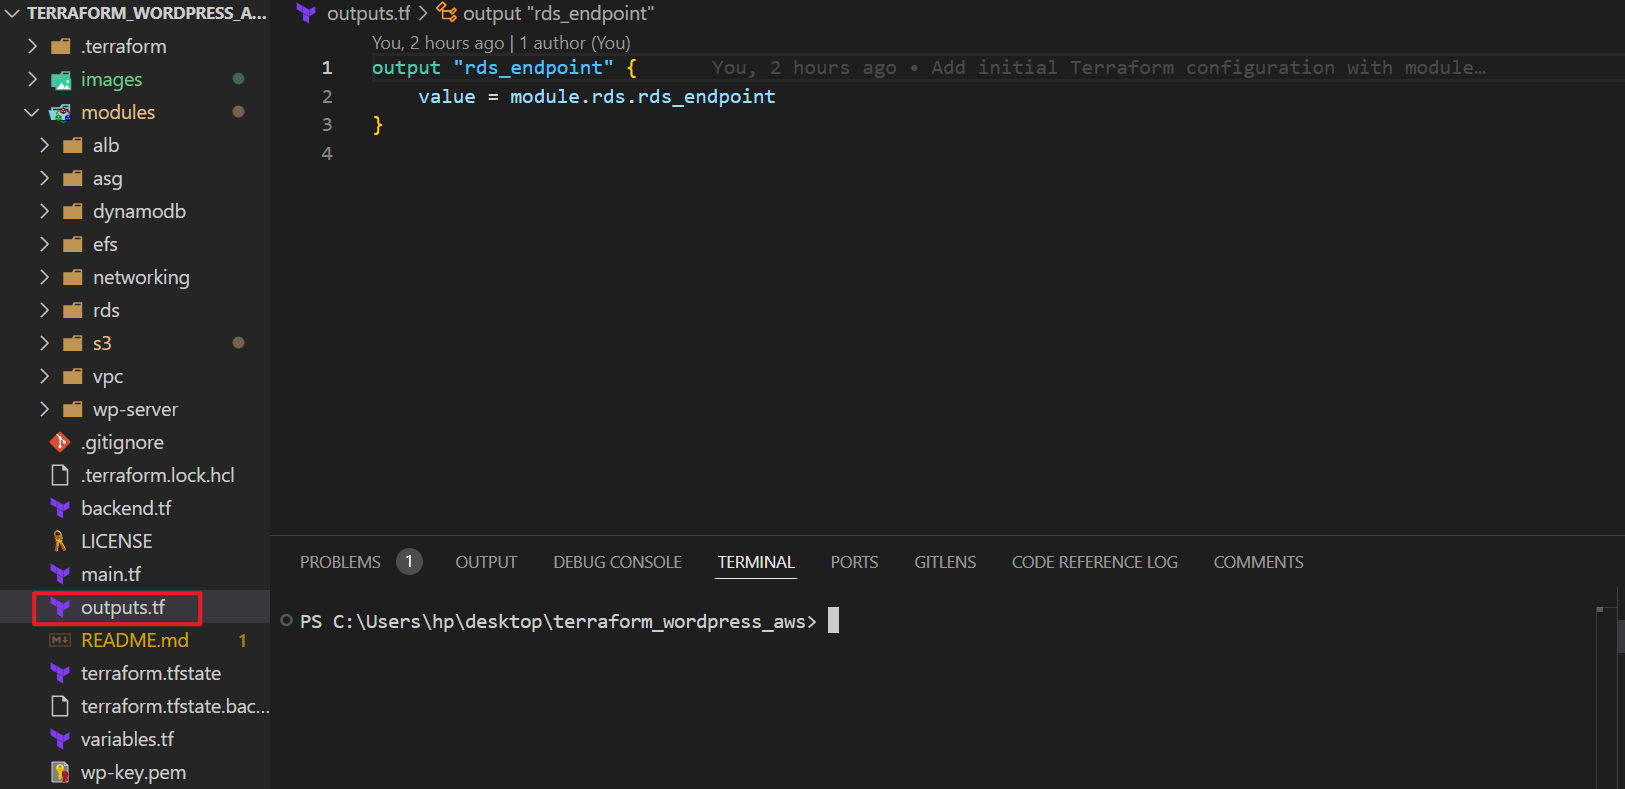 TERRAFORM_WORDPRESS_A...
.terraform
images
modules
alb
asg
dynamodb
efs
networking
rds
s3
vpc
wp-server
.gitignore
.terraform.lock.hcl
backend.tf
LICENSE
main.tf
outputs.tf
README.md 1
terraform.tfstate
terraform.tfstate.bac...
variables.tf
wp-key.pem
outputs.tf > output "rds_endpoint"
You, 2 hours ago | 1 author (You)
1 output "rds_endpoint" { You, 2 hours ago • Add initial Terraform configuration with module…
2 value = module.rds.rds_endpoint
3 }
4
PROBLEMS 1 OUTPUT DEBUG CONSOLE TERMINAL PORTS GITLENS CODE REFERENCE LOG COMMENTS
PS C:\Users\hp\desktop\terraform_wordpress_aws>